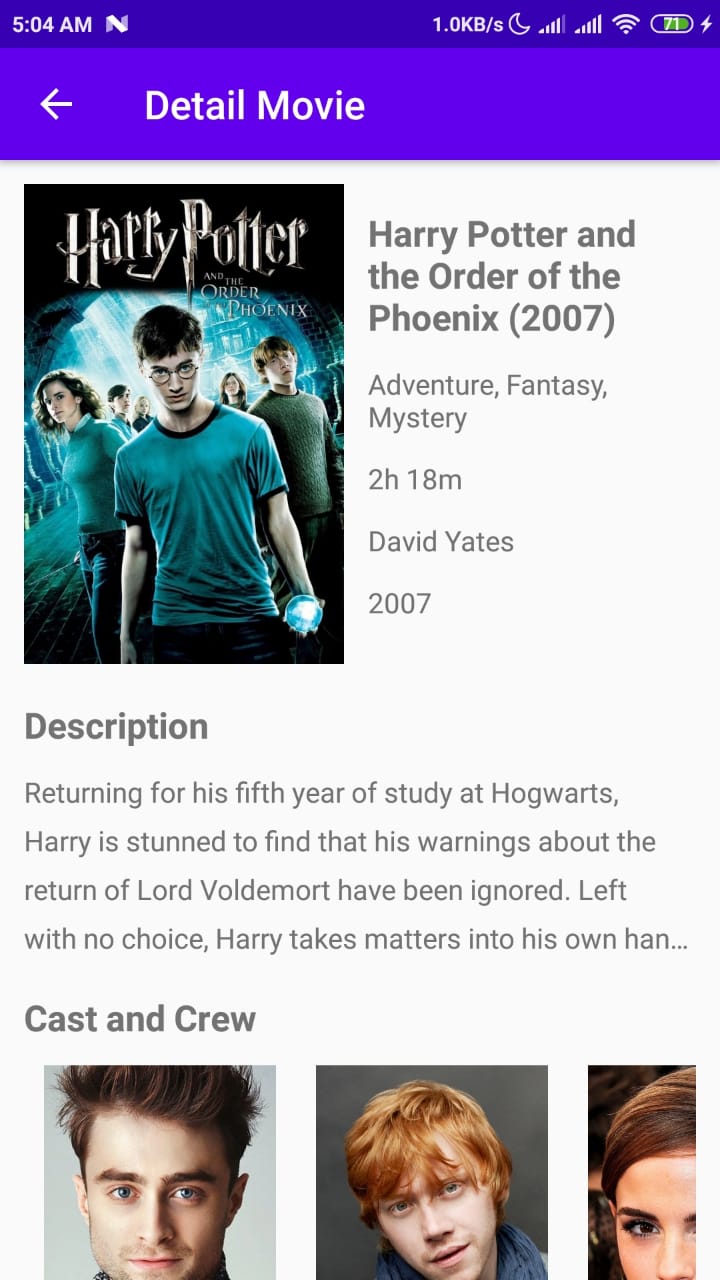 5:04 AM
1.0KB/s
71
Detail Movie
Harry Potter
AND THE
ORDER
OF THE
PHOENIX
Harry Potter and
the Order of the
Phoenix (2007)
Adventure, Fantasy,
Mystery
2h 18m
David Yates
2007
Description
Returning for his fifth year of study at Hogwarts,
Harry is stunned to find that his warnings about the
return of Lord Voldemort have been ignored. Left
with no choice, Harry takes matters into his own han…
Cast and Crew